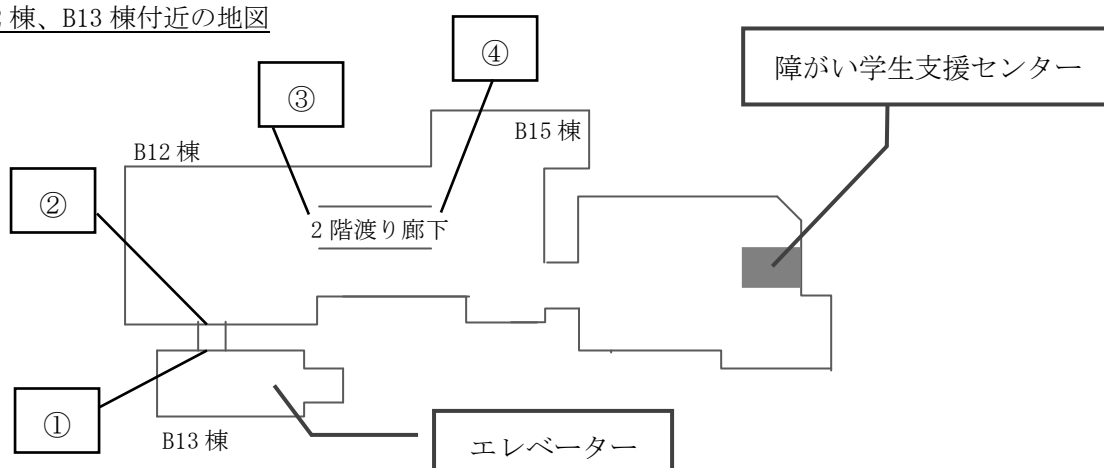 棟、B13 棟付近の地図
④
③
障がい学生支援センター
B15 棟
B12 棟
②
2 階渡り廊下
①
B13 棟
エレベーター